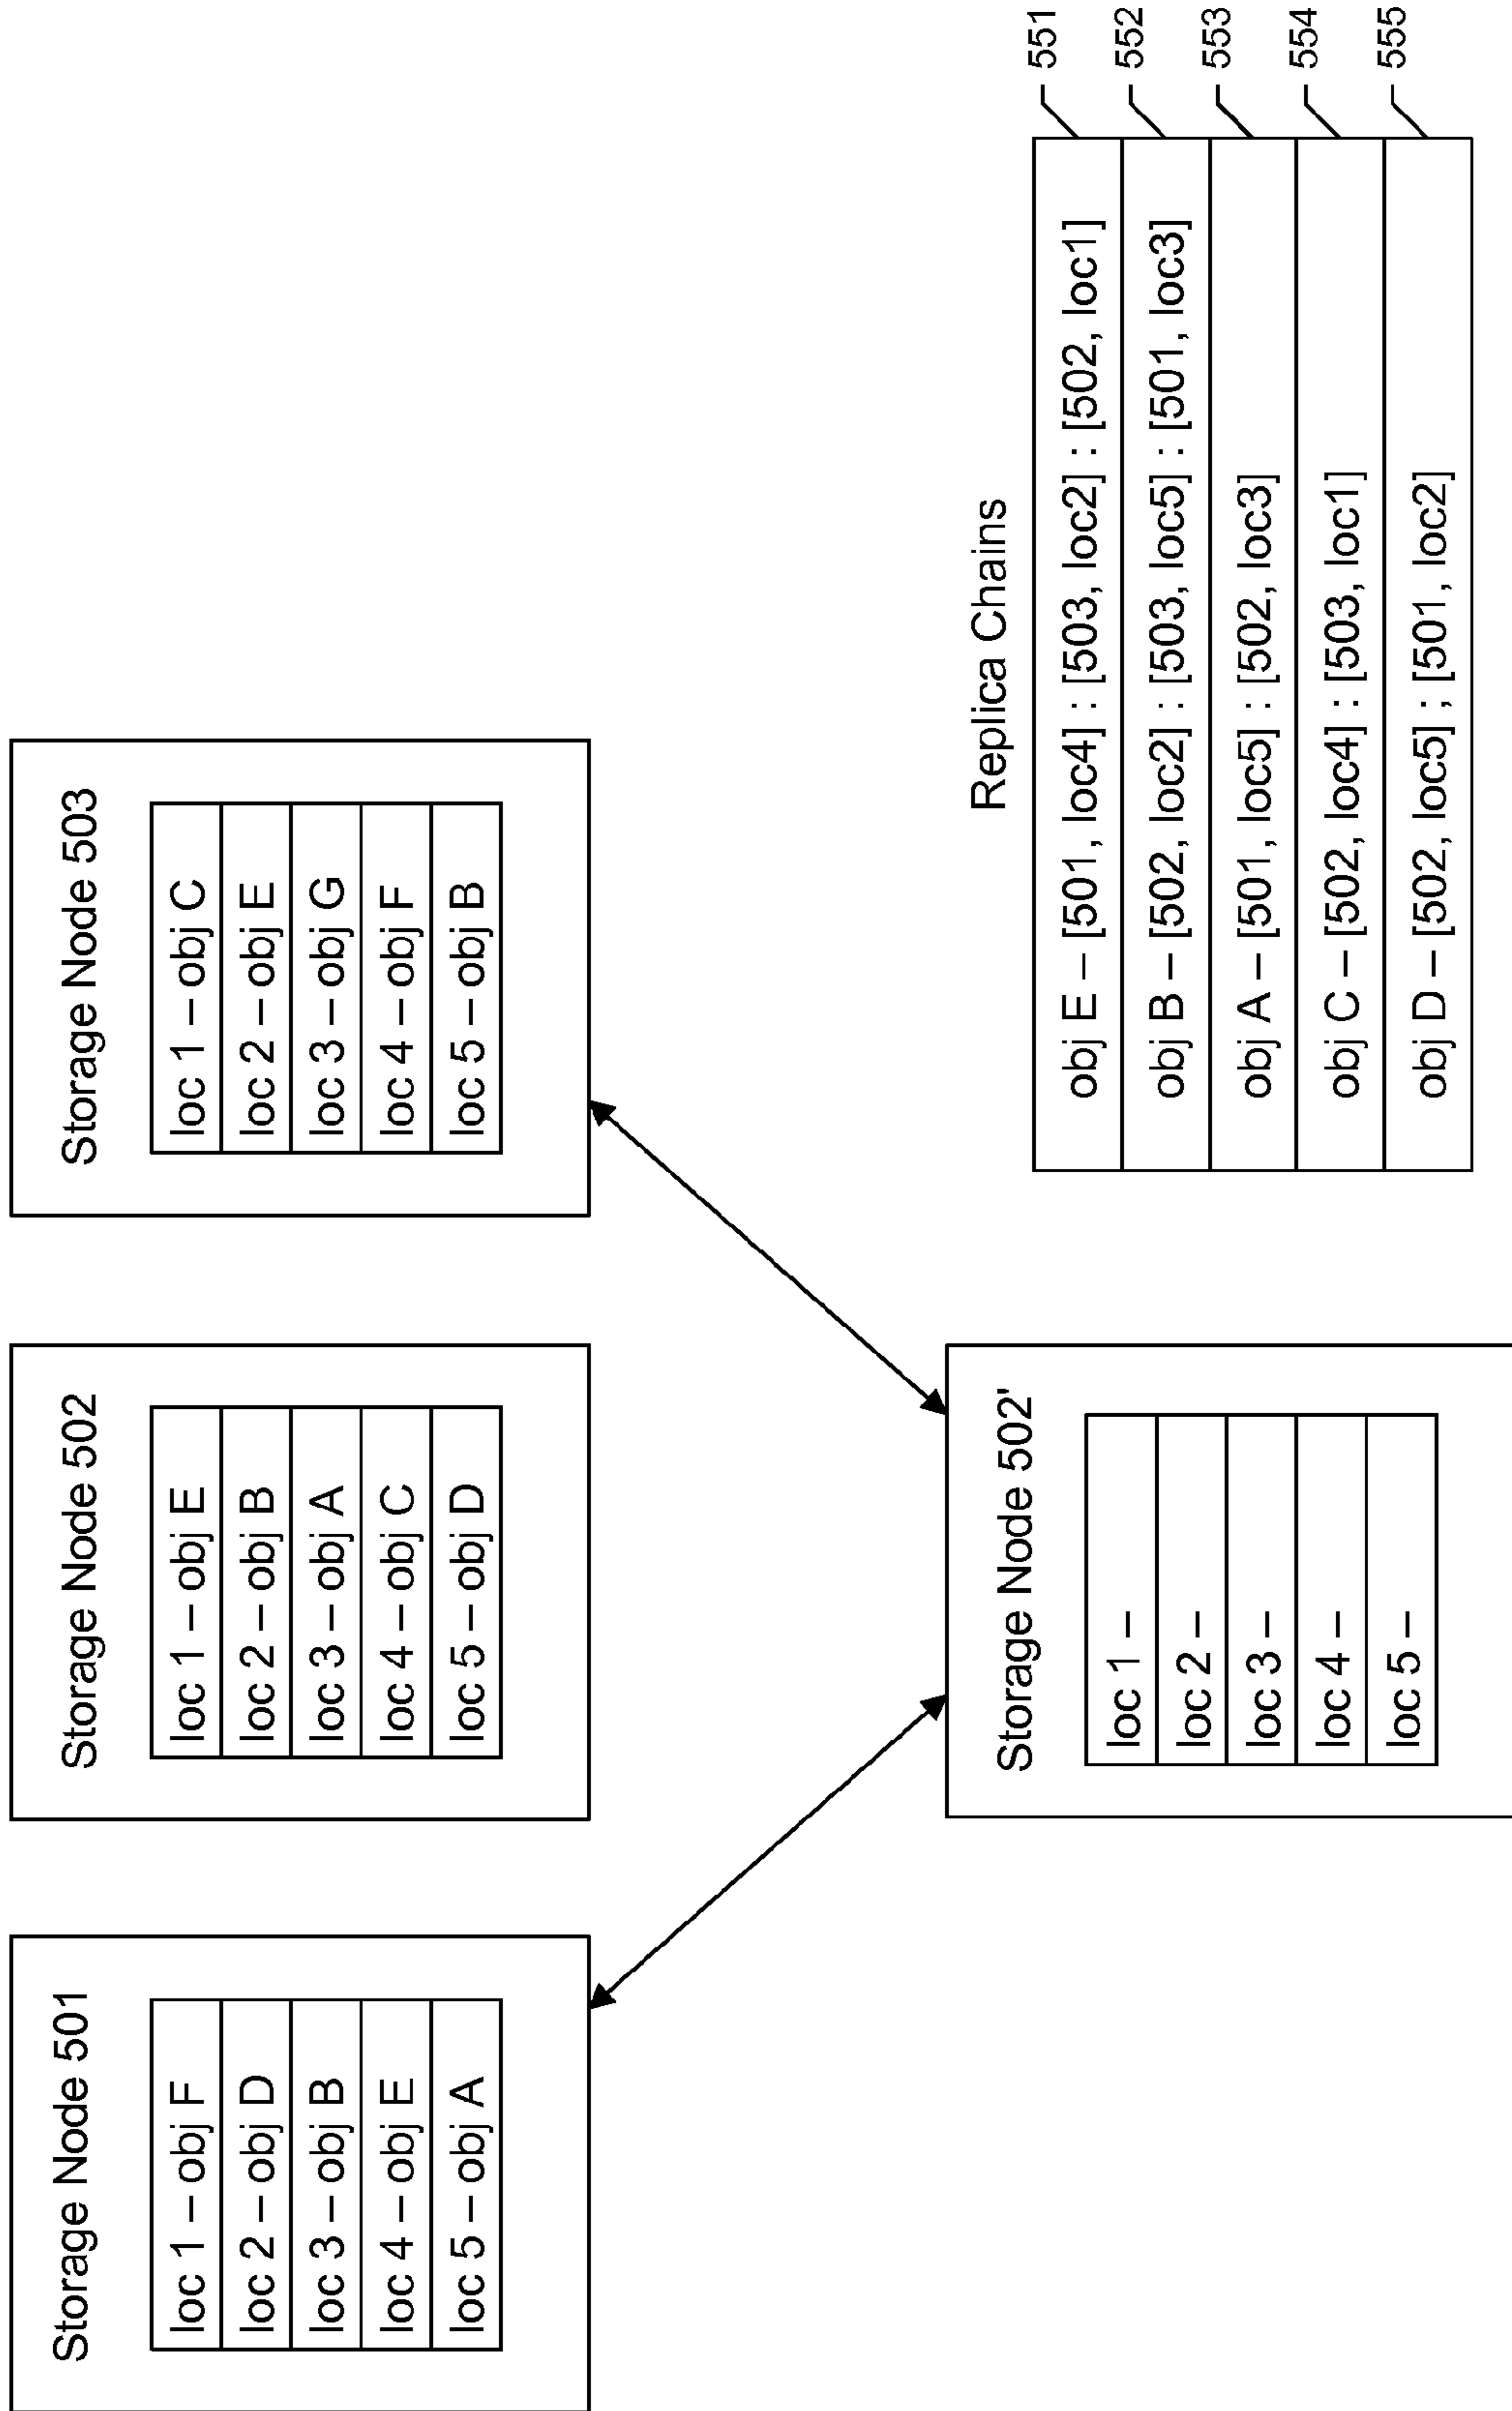 Storage Node 501
loc 1 – obj F
loc 2 – obj D
loc 3 – obj B
loc 4 – obj E
loc 5 – obj A
Storage Node 502
loc 1 – obj E
loc 2 – obj B
loc 3 – obj A
loc 4 – obj C
loc 5 – obj D
Storage Node 503
loc 1 – obj C
loc 2 – obj E
loc 3 – obj G
loc 4 – obj F
loc 5 – obj B
Storage Node 502'
loc 1 –
loc 2 –
loc 3 –
loc 4 –
loc 5 –
Replica Chains
obj E – [501, loc4] : [503, loc2] : [502, loc1] 551
obj B – [502, loc2] : [503, loc5] : [501, loc3] 552
obj A – [501, loc5] : [502, loc3] 553
obj C – [502, loc4] : [503, loc1] 554
obj D – [502, loc5] ; [501, loc2] 555